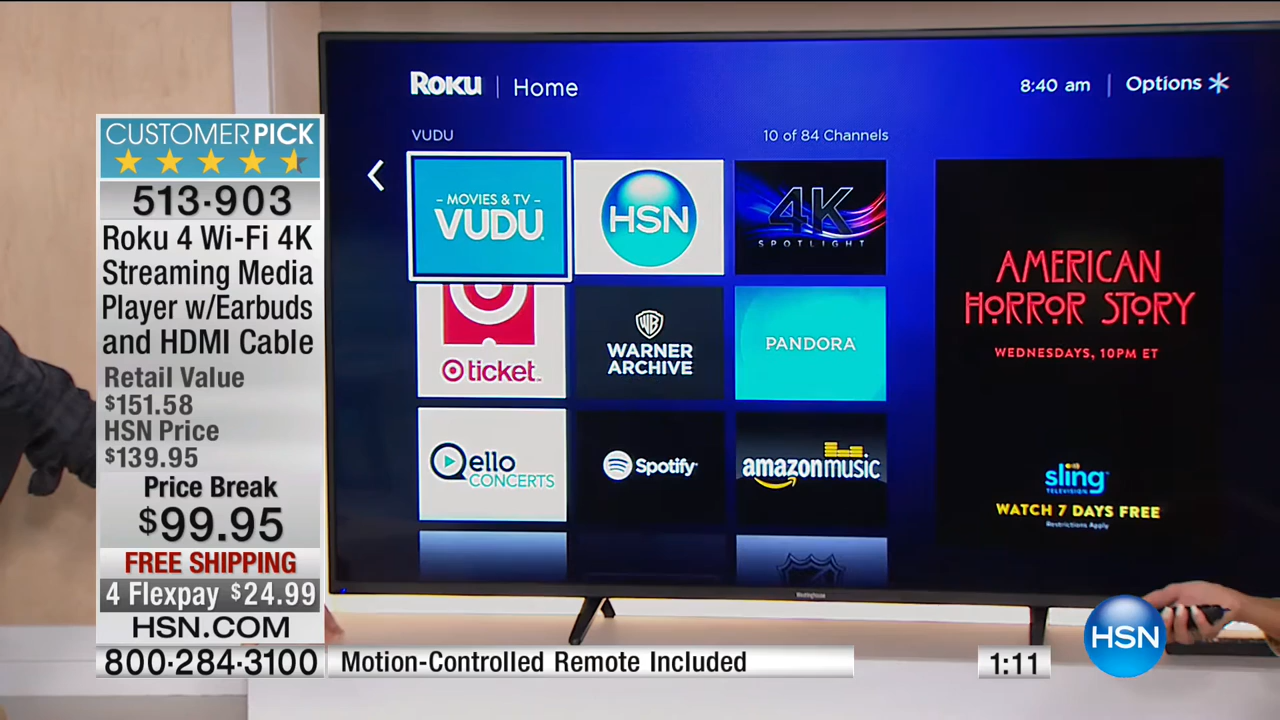 CUSTOMER PICK
513-903
Roku 4 Wi-Fi 4K
Streaming Media
Player w/Earbuds
and HDMI Cable
Retail Value
$151.58
HSN Price
$139.95
Price Break
$99.95
FREE SHIPPING
4 Flexpay $24.99
HSN.COM
800-284-3100
Motion-Controlled Remote Included
1:11
HSN
Roku | Home
8:40 am | Options
VUDU
10 of 84 Channels
– MOVIES & TV –
VUDU
HSN
4K
SPOTLIGHT
ticket
WB
WARNER
ARCHIVE
PANDORA
Qello
CONCERTS
Spotify
amazon music
AMERICAN
HORROR STORY
WEDNESDAYS, 10PM ET
sling
TELEVISION
WATCH 7 DAYS FREE
Restrictions Apply
Westinghouse